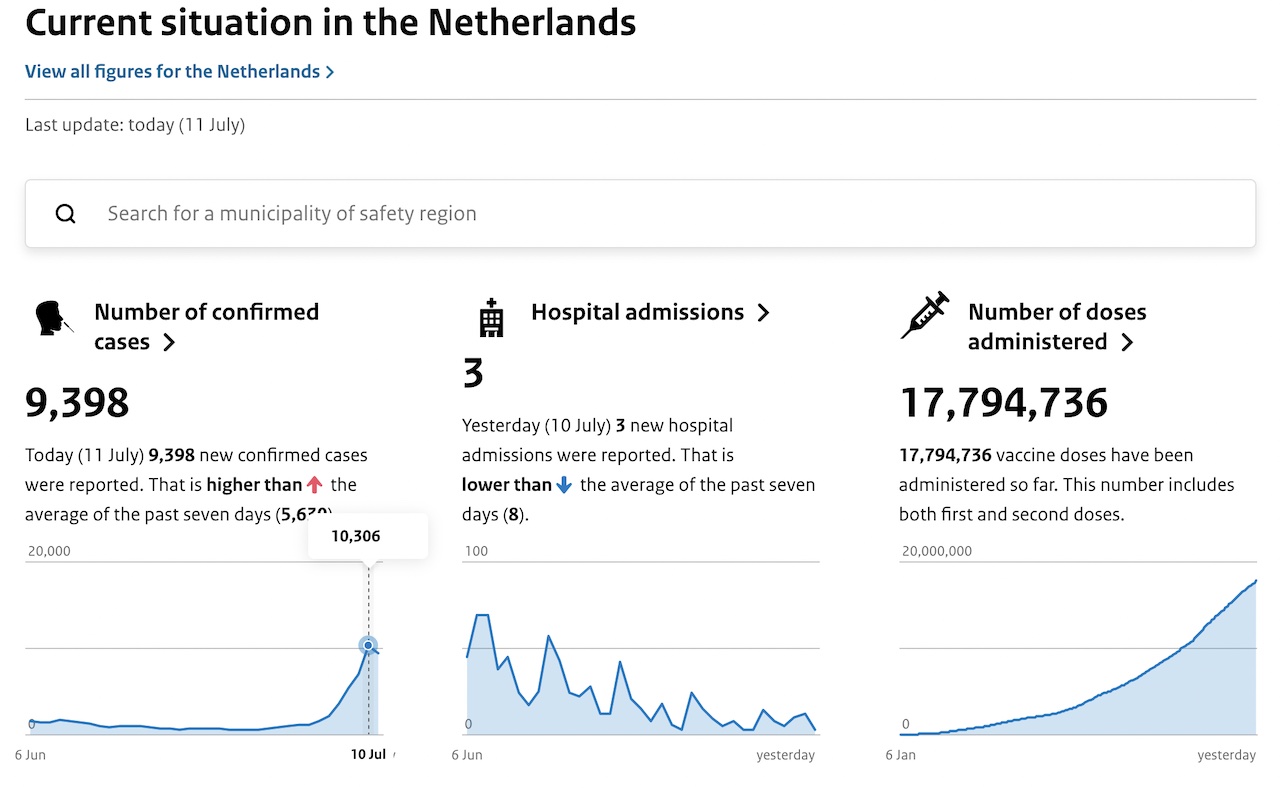 Current situation in the Netherlands
View all figures for the Netherlands
Last update: today (11 July)
Search for a municipality of safety region
Number of confirmed
cases
9,398
Today (11 July) 9,398 new confirmed cases
were reported. That is higher than the
average of the past seven days
10,306
20,000
0
6 Jun
10 Jul
Hospital admissions
3
Yesterday (10 July) 3 new hospital
admissions were reported. That is
lower than the average of the past seven
days (8).
100
0
6 Jun
yesterday
Number of doses
administered
17,794,736
17,794,736 vaccine doses have been
administered so far. This number includes
both first and second doses.
20,000,000
0
6 Jan
yesterday